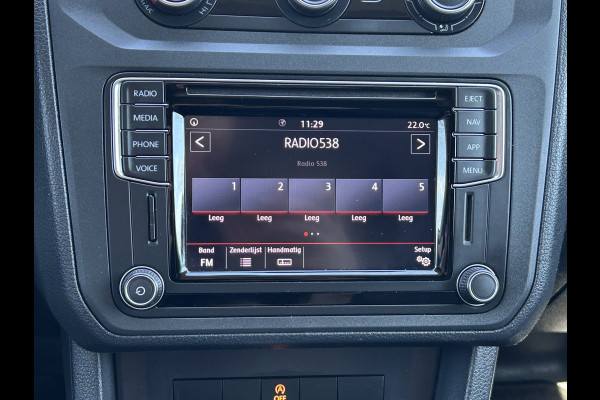 RADIO
MEDIA
PHONE
VOICE
EJECT
NAV
APP
MENU
11:29
22.0°C
< RADIO538 >
Radio 538
1 2 3 4 5
Leeg Leeg Leeg Leeg Leeg
Band Zenderlijst Handmatig Setup
FM
A
OFF